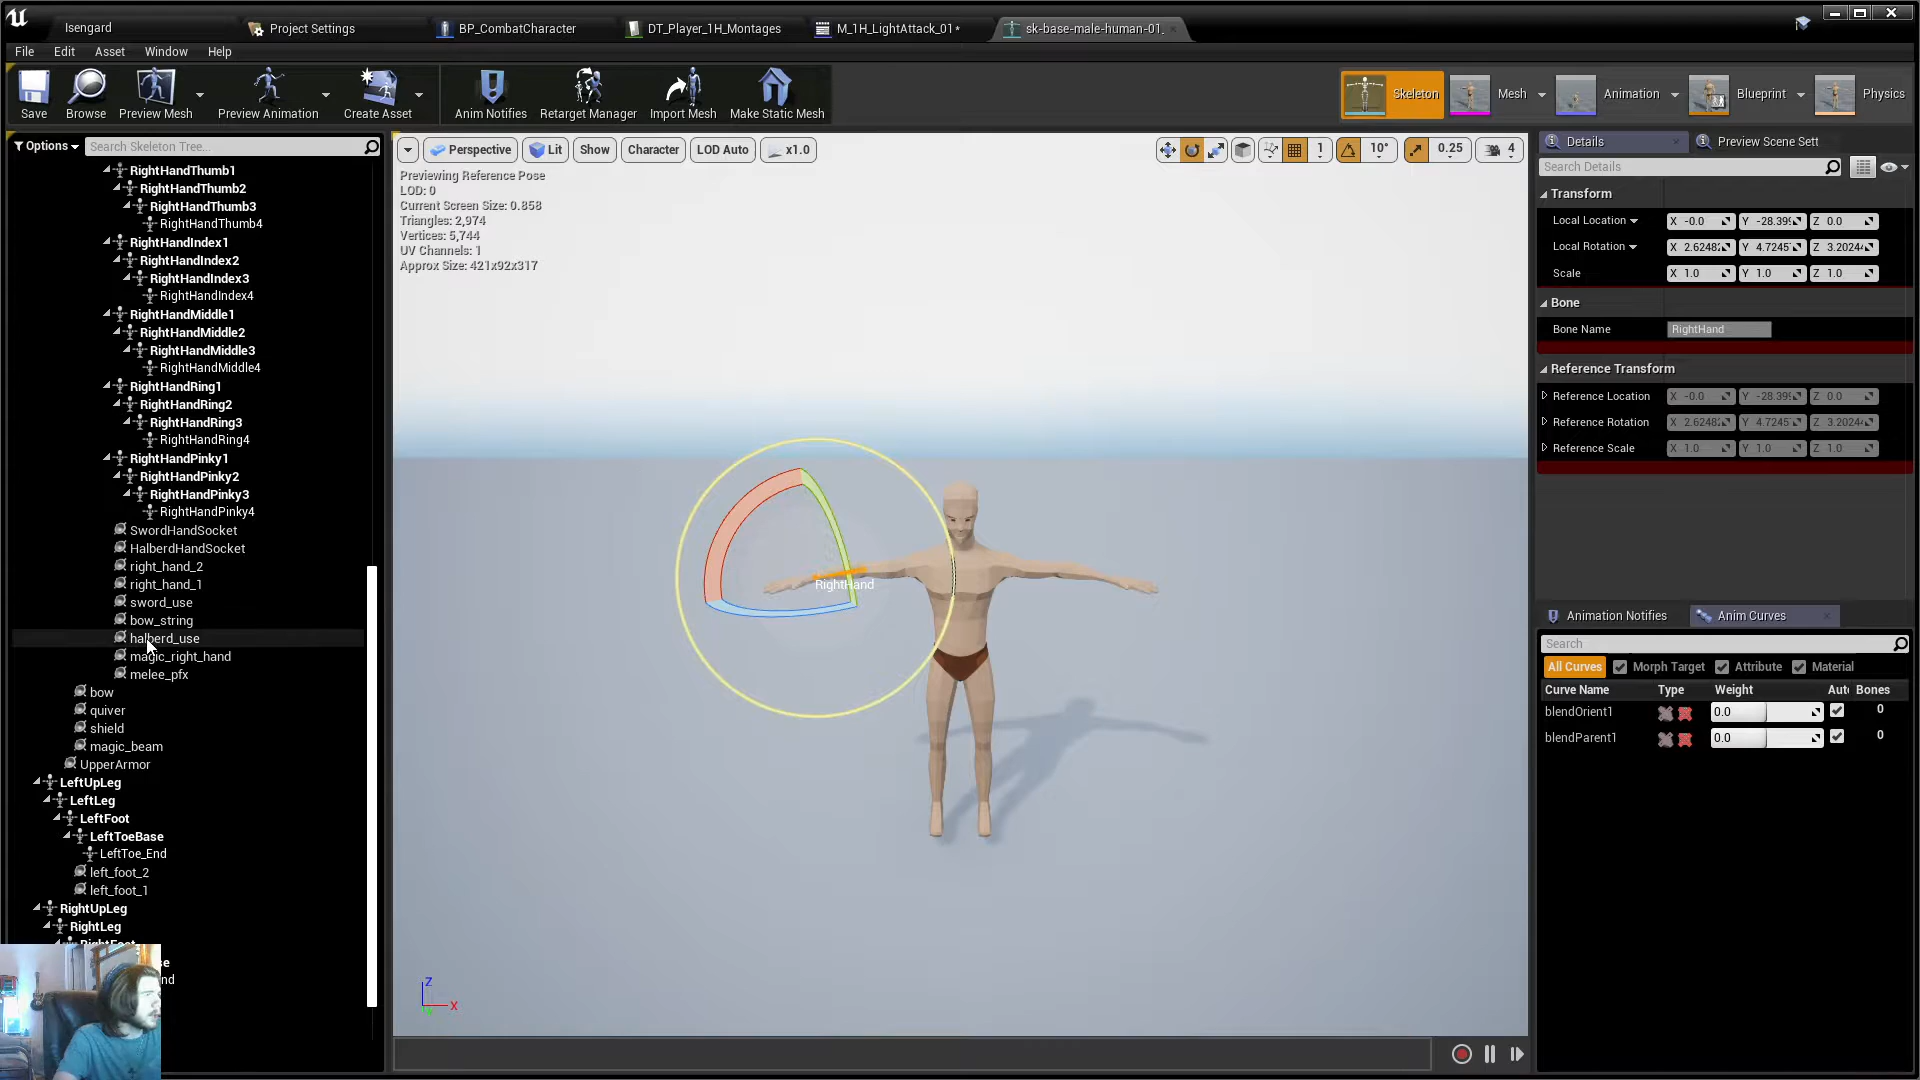 Isengard
Project Settings
BP_CombatCharacter
DT_Player_1H_Montages
M_1H_LightAttack_01*
sk-base-male-human-01_
File Edit Asset Window Help
Save Browse Preview Mesh Preview Animation Create Asset Anim Notifies Retarget Manager Import Mesh Make Static Mesh
Skeleton Mesh Animation Blueprint Physics
Options Search Skeleton Tree...
RightHandThumb1
RightHandThumb2
RightHandThumb3
RightHandThumb4
RightHandIndex1
RightHandIndex2
RightHandIndex3
RightHandIndex4
RightHandMiddle1
RightHandMiddle2
RightHandMiddle3
RightHandMiddle4
RightHandRing1
RightHandRing2
RightHandRing3
RightHandRing4
RightHandPinky1
RightHandPinky2
RightHandPinky3
RightHandPinky4
SwordHandSocket
HalberdHandSocket
right_hand_2
right_hand_1
sword_use
bow_string
halberd_use
magic_right_hand
melee_pfx
bow
quiver
shield
magic_beam
UpperArmor
LeftUpLeg
LeftLeg
LeftFoot
LeftToeBase
LeftToe_End
left_foot_2
left_foot_1
RightUpLeg
RightLeg
Perspective Lit Show Character LOD Auto x1.0
1 10° 0.25 4
Previewing Reference Pose
LOD: 0
Current Screen Size: 0.858
Triangles: 2,974
Vertices: 5,744
UV Channels: 1
Approx Size: 421x92x317
RightHand
Z
X
Details Preview Scene Sett
Search Details
Transform
Local Location X -0.0 Y -28.39 Z 0.0
Local Rotation X 2.6248 Y 4.7245 Z 3.2024
Scale X 1.0 Y 1.0 Z 1.0
Bone
Bone Name RightHand
Reference Transform
Reference Location X -0.0 Y -28.39 Z 0.0
Reference Rotation X 2.6248 Y 4.7245 Z 3.2024
Reference Scale X 1.0 Y 1.0 Z 1.0
Animation Notifies Anim Curves
Search
All Curves Morph Target Attribute Material
Curve Name Type Weight Aut Bones
blendOrient1 0.0 0
blendParent1 0.0 0